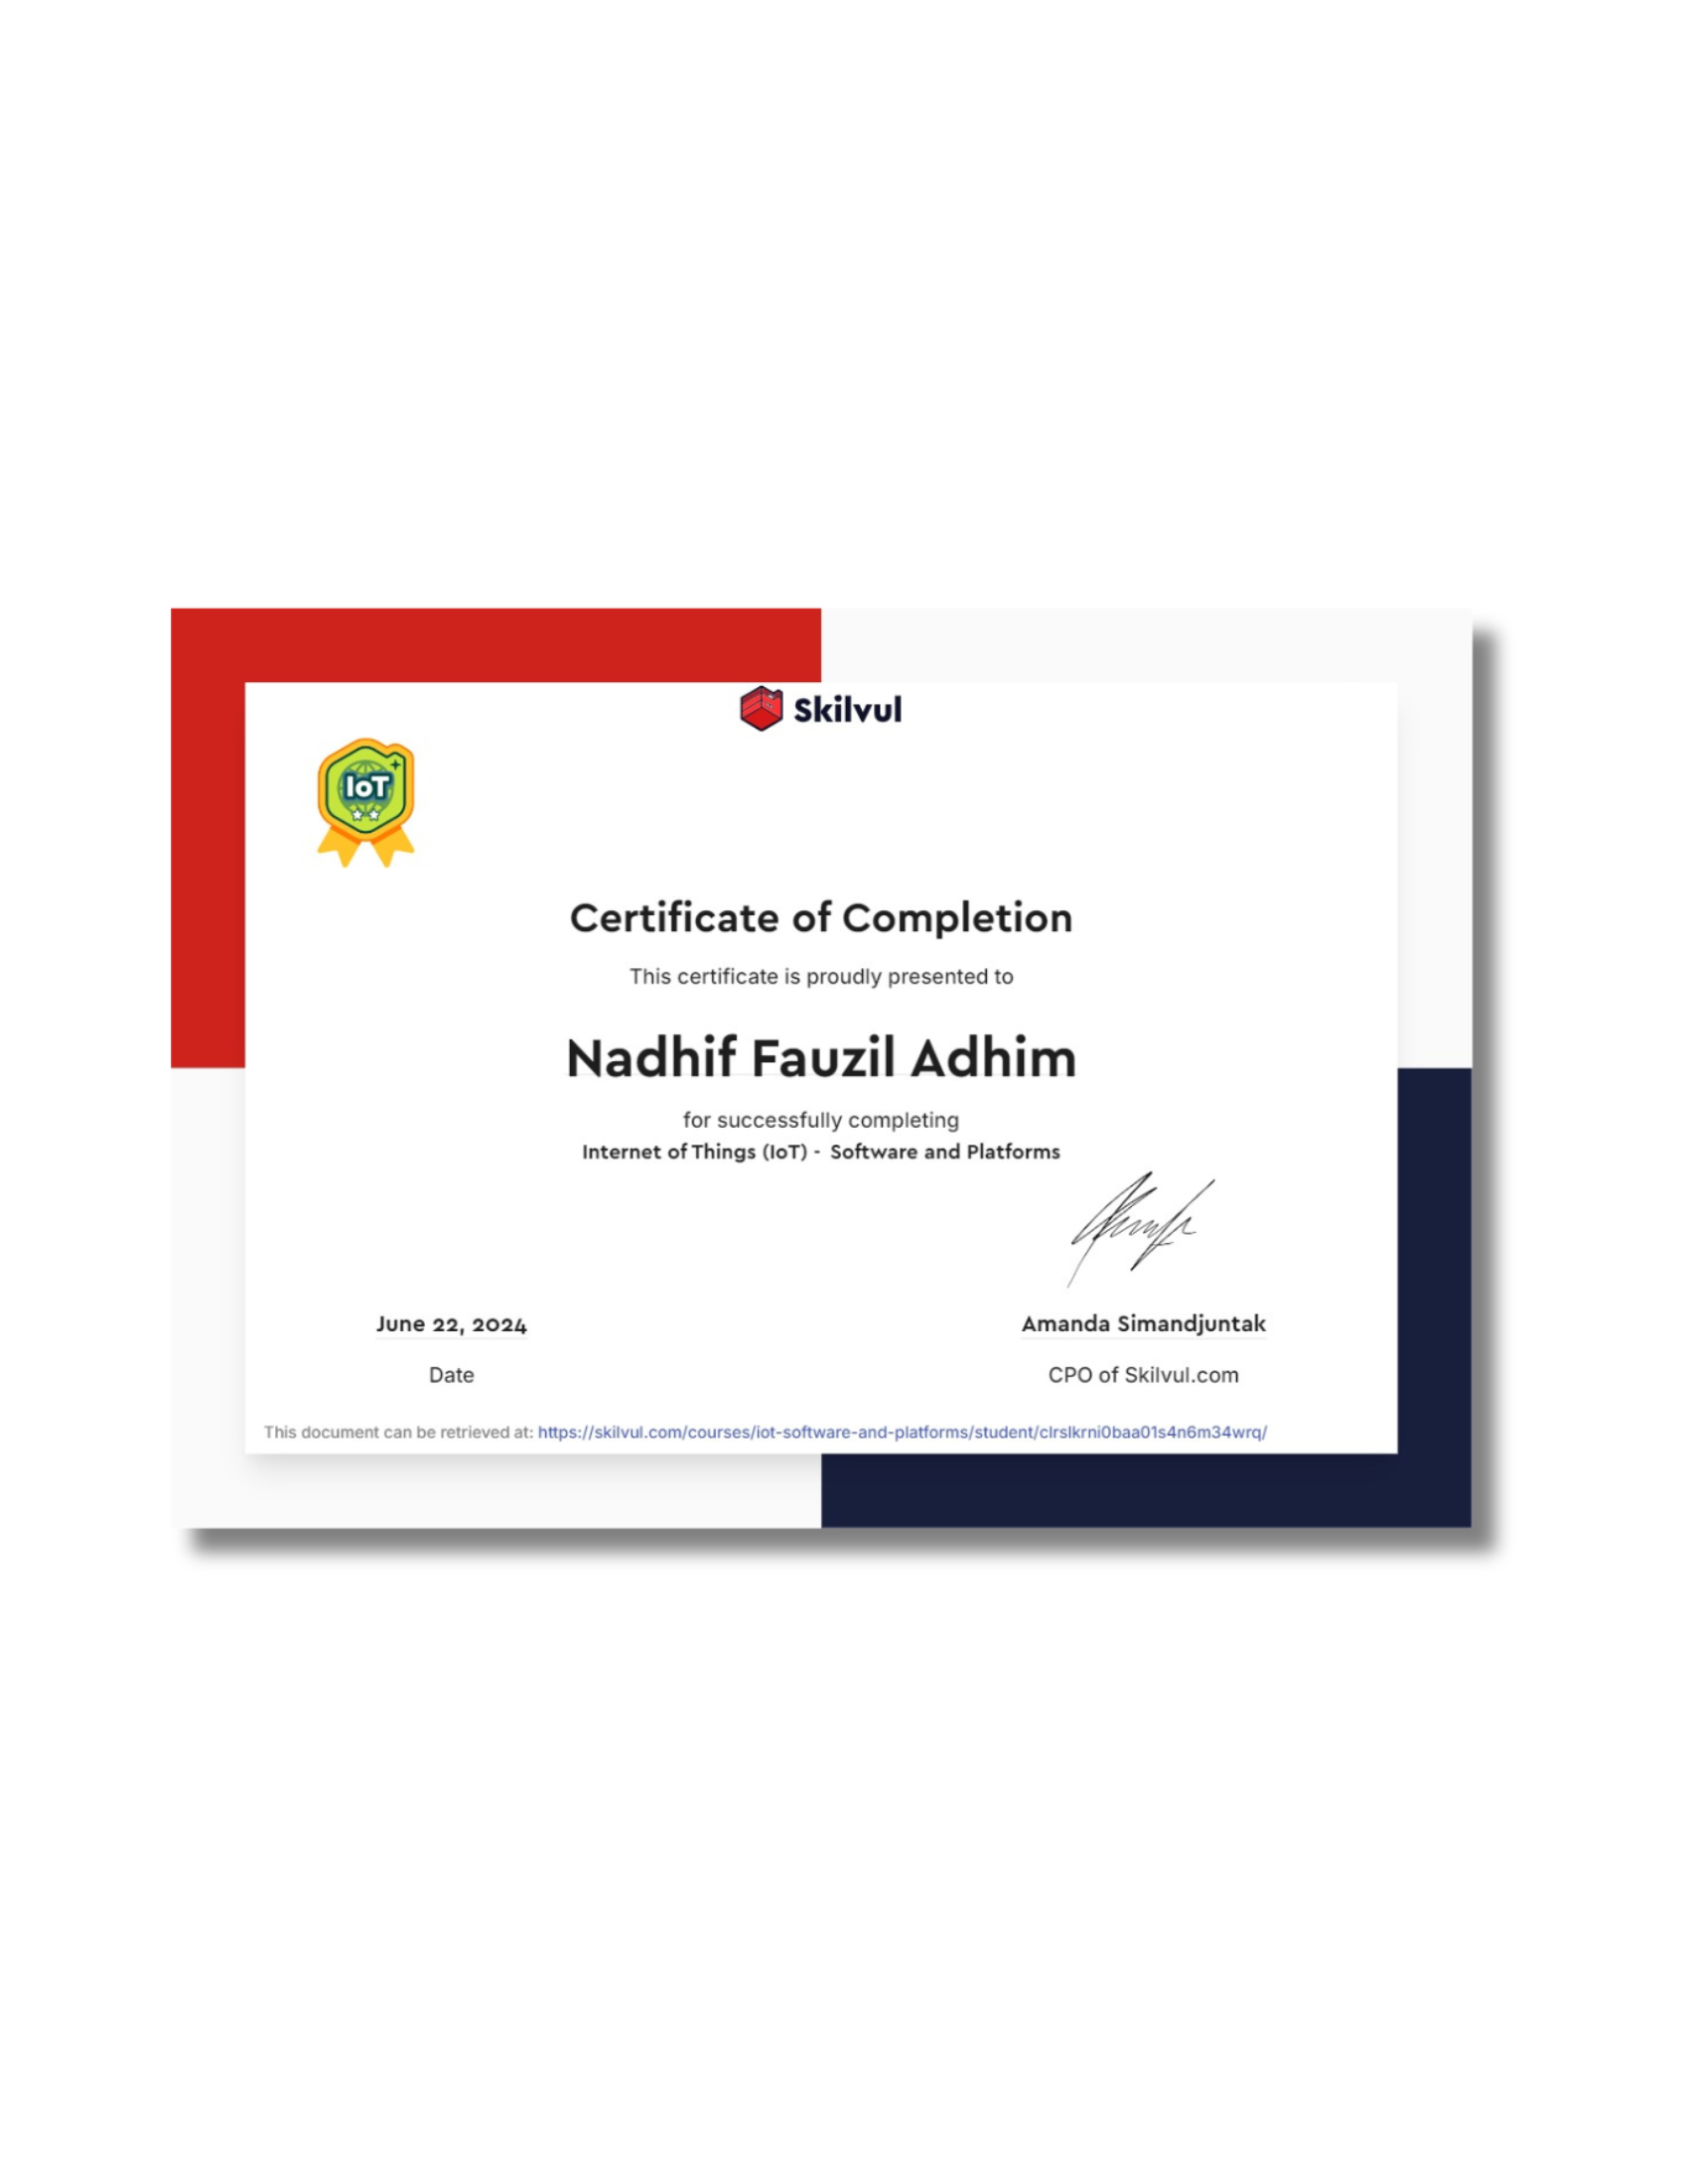 Skilvul
IoT
Certificate of Completion
This certificate is proudly presented to
Nadhif Fauzil Adhim
for successfully completing
Internet of Things (IoT) - Software and Platforms
June 22, 2024
Amanda Simandjuntak
Date
CPO of Skilvul.com
This document can be retrieved at: https://skilvul.com/courses/iot-software-and-platforms/student/clrslkrni0baa01s4n6m34wrq/